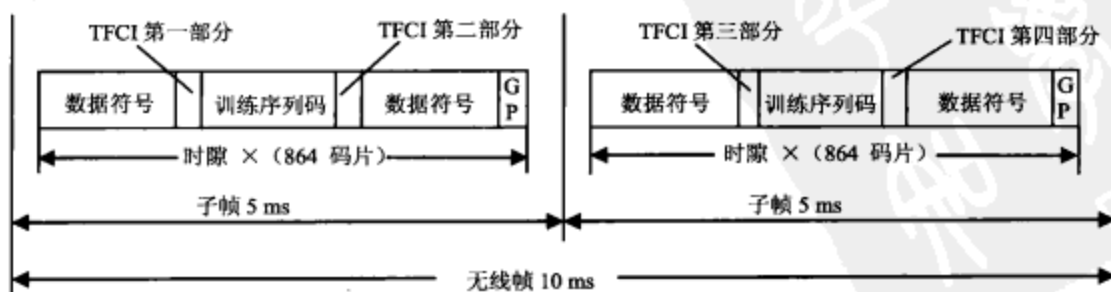 TFCI 第一部分
TFCI 第二部分
TFCI 第三部分
TFCI 第四部分
数据符号
训练序列码
数据符号
GP
数据符号
训练序列码
数据符号
GP
时隙 ×（864 码片）
时隙 ×（864 码片）
子帧 5 ms
子帧 5 ms
无线帧 10 ms